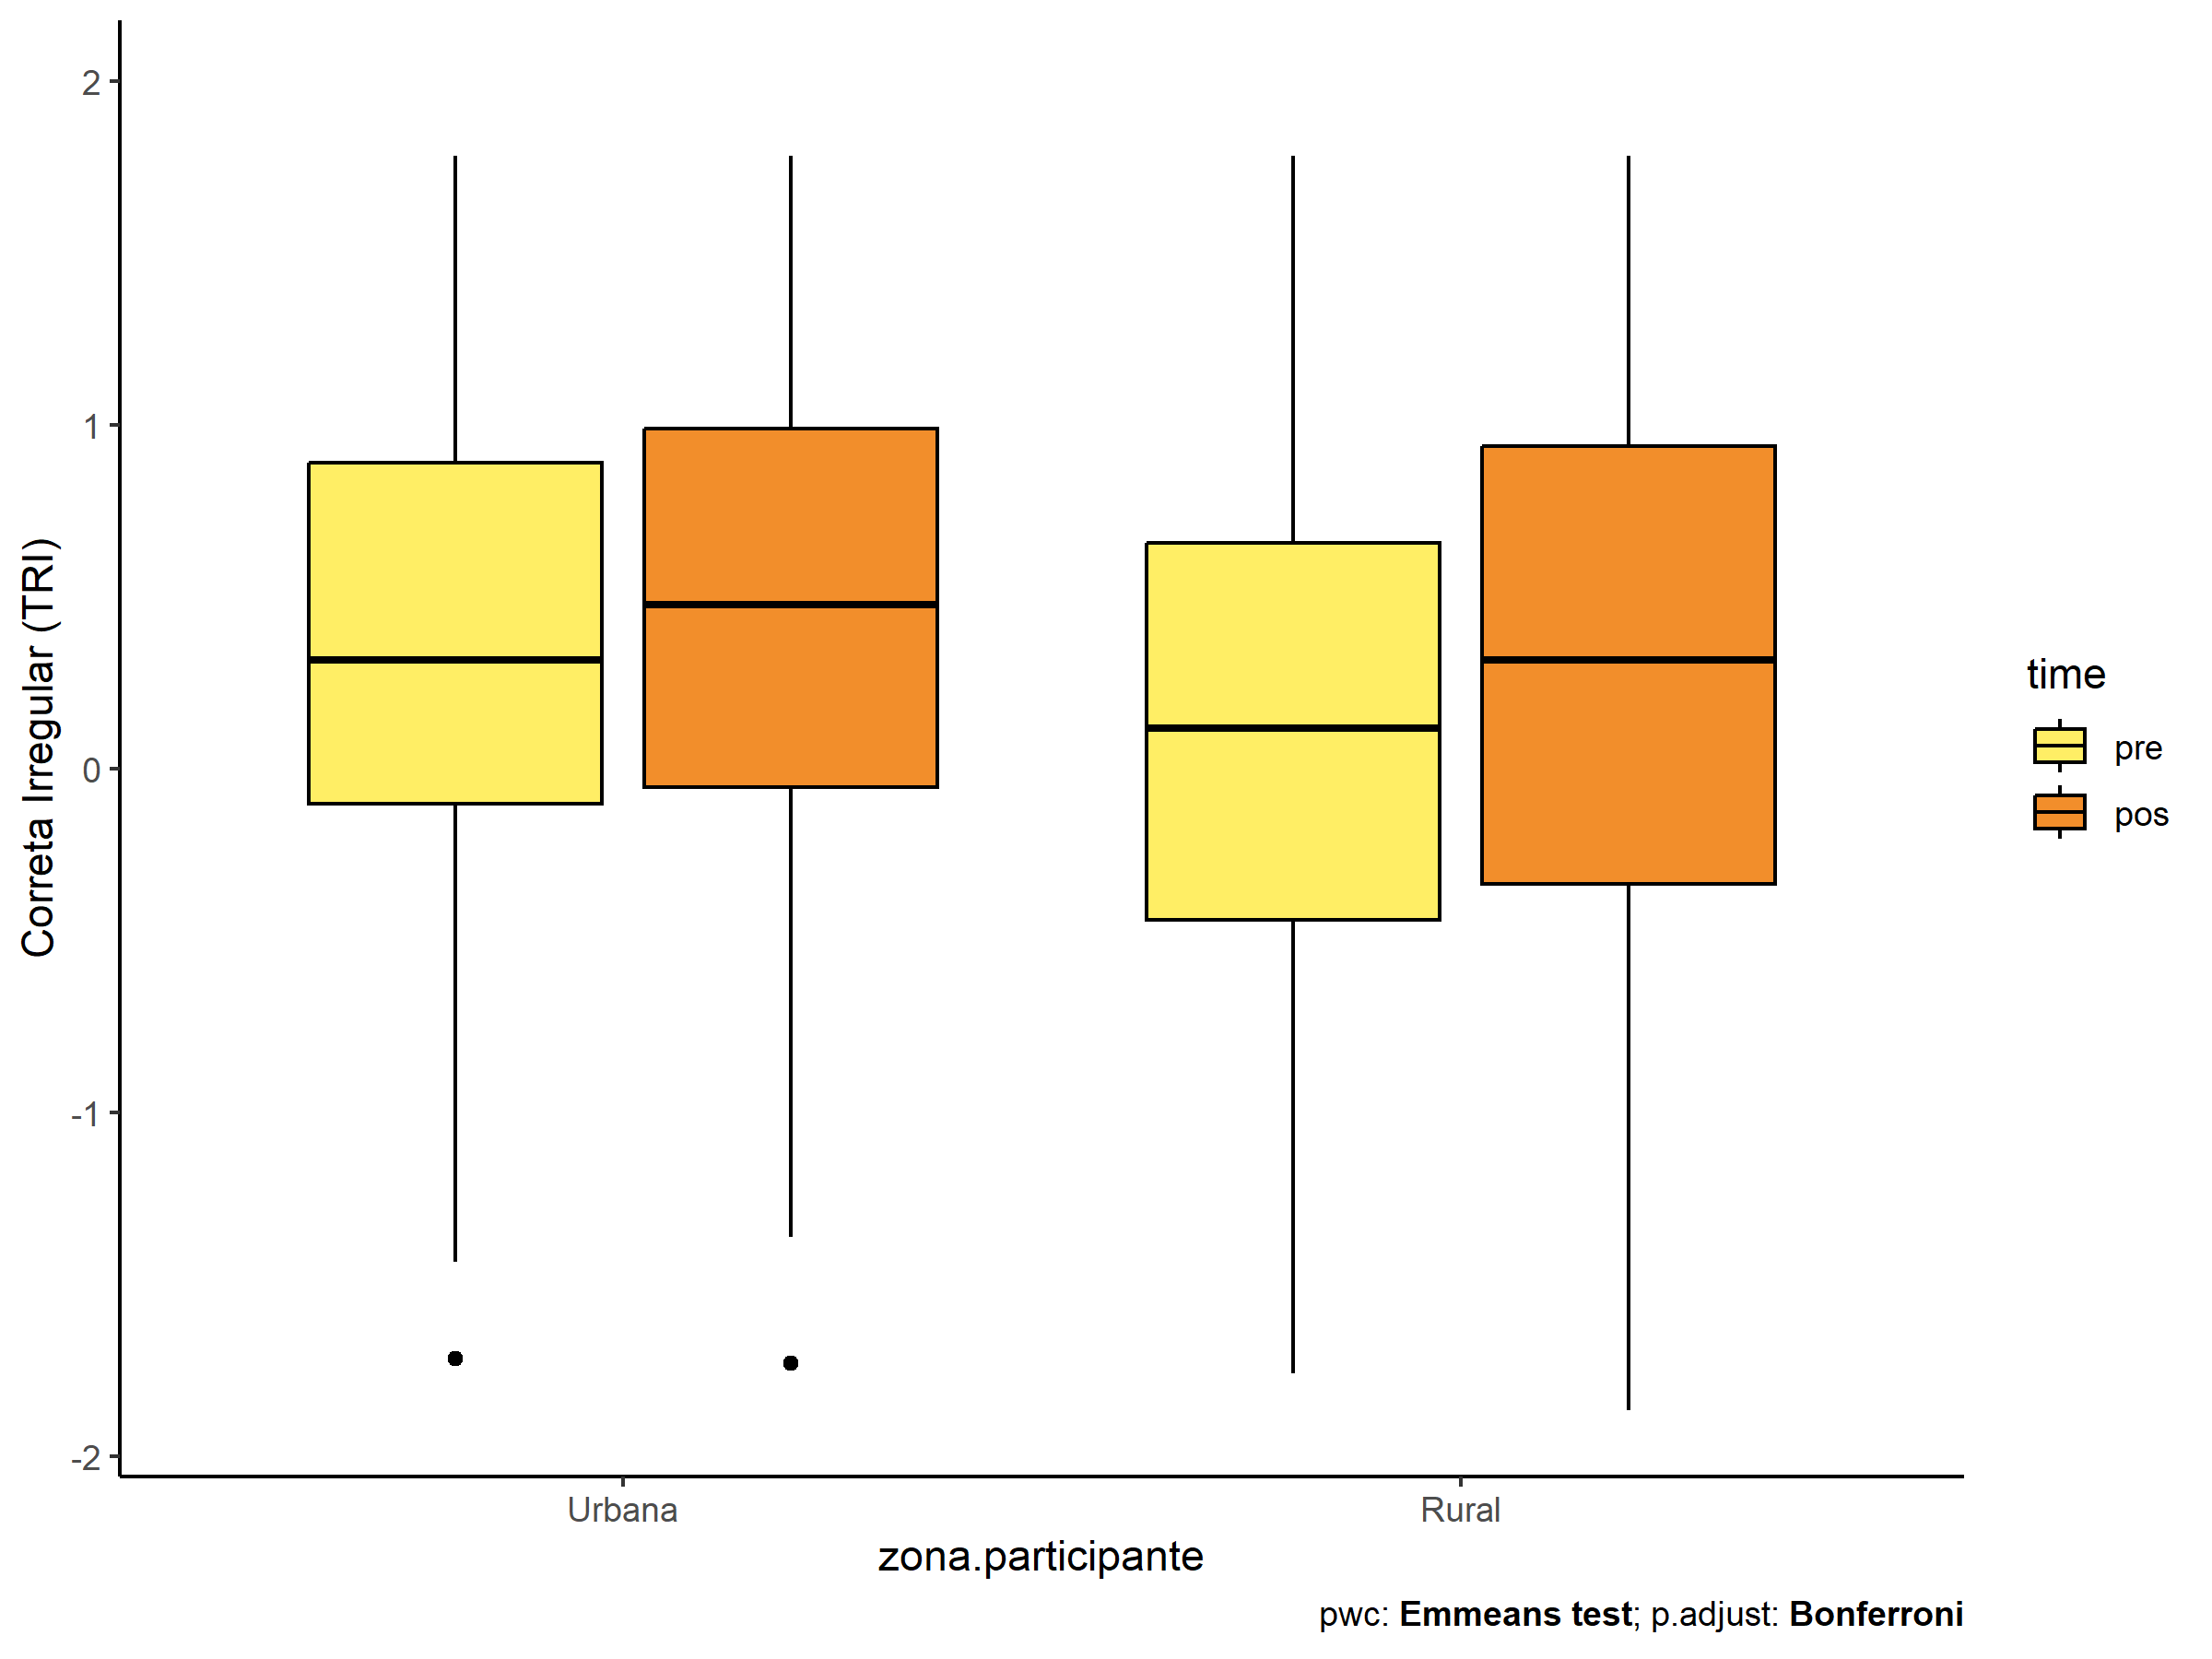 Correta Irregular (TRI)
2
1
0
-1
-2
Urbana
Rural
zona.participante
time
pre
pos
pwc: Emmeans test; p.adjust: Bonferroni